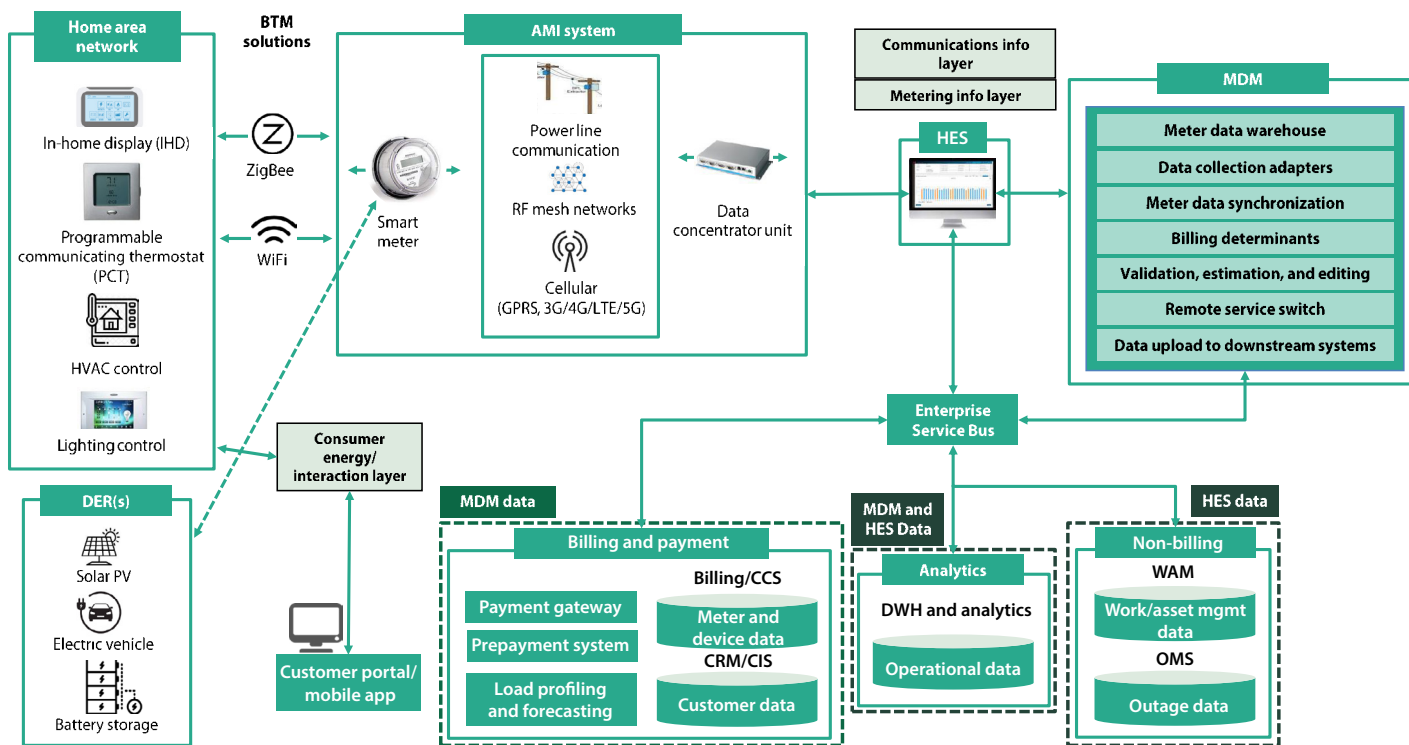 Home area
network
In-home display (IHD)
Programmable
communicating thermostat
(PCT)
HVAC control
Lighting control
BTM
solutions
ZigBee
WiFi
AMI system
Smart
meter
Power line
communication
RF mesh networks
Cellular
(GPRS, 3G/4G/LTE/5G)
Data
concentrator unit
Communications info
layer
Metering info layer
HES
MDM
Meter data warehouse
Data collection adapters
Meter data synchronization
Billing determinants
Validation, estimation, and editing
Remote service switch
Data upload to downstream systems
Enterprise
Service Bus
Consumer
energy/
interaction layer
DER(s)
Solar PV
Electric vehicle
Battery storage
Customer portal/
mobile app
MDM data
Billing and payment
Payment gateway
Prepayment system
Load profiling
and forecasting
Billing/CCS
Meter and
device data
CRM/CIS
Customer data
MDM and
HES Data
Analytics
DWH and analytics
Operational data
HES data
Non-billing
WAM
Work/asset mgmt
data
OMS
Outage data